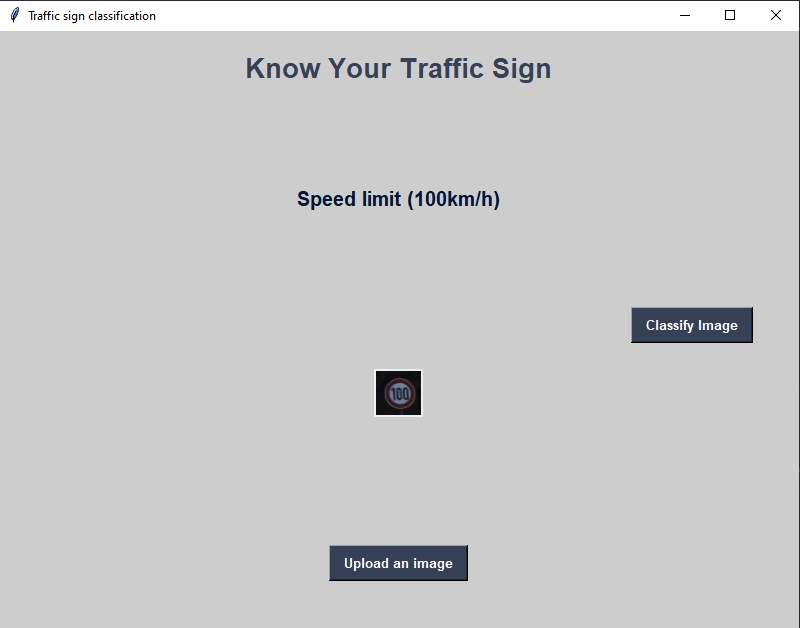 Traffic sign classification
Know Your Traffic Sign
Speed limit (100km/h)
Classify Image
100
Upload an image